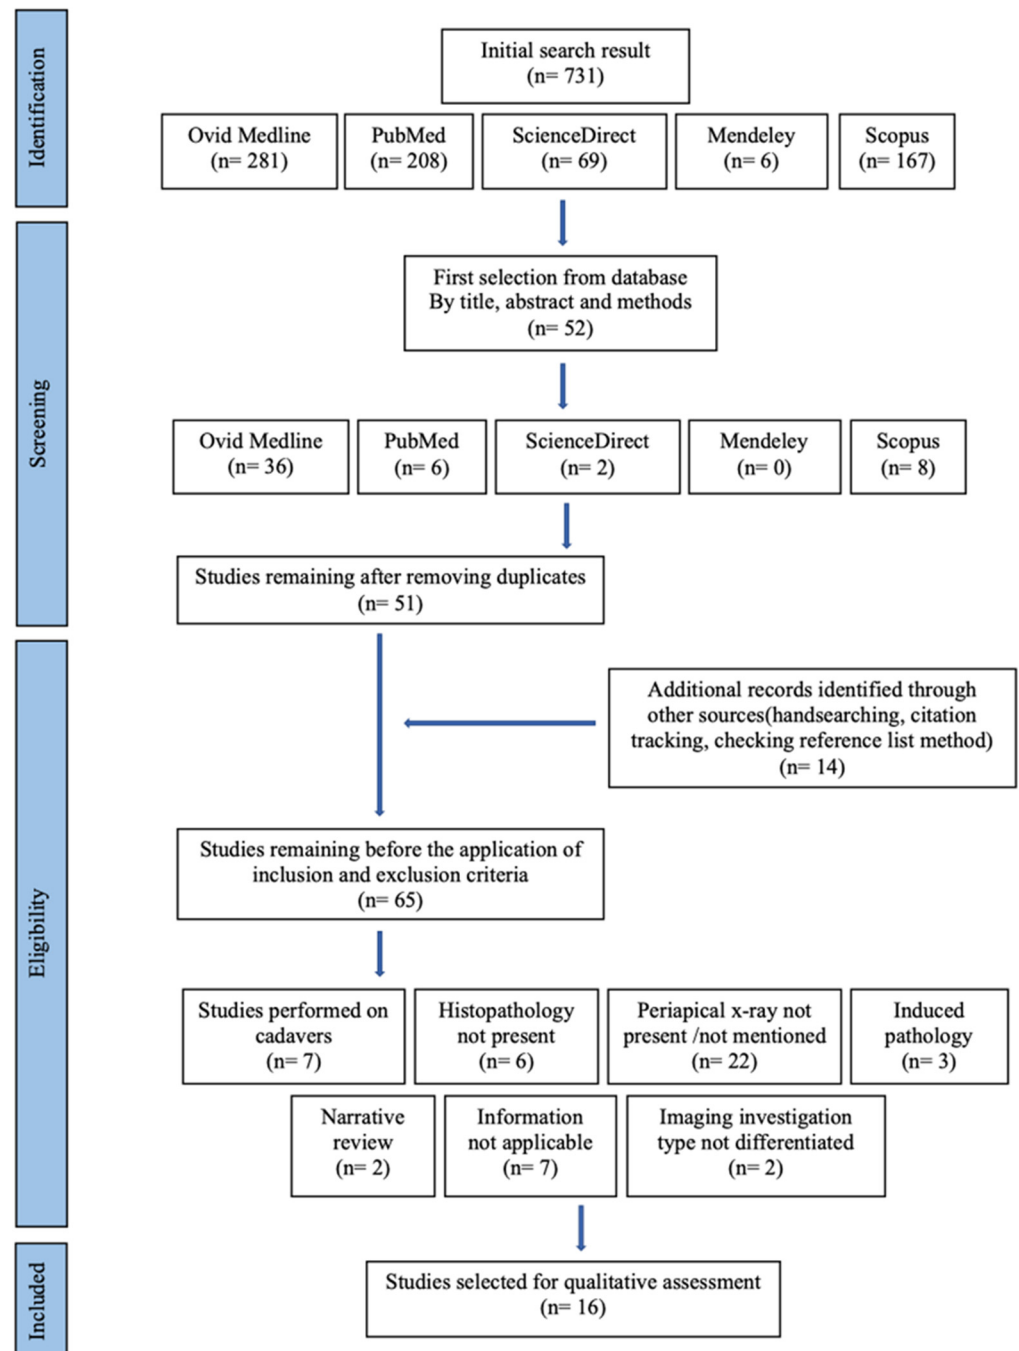 Identification
Initial search result
(n= 731)
Ovid Medline
(n= 281)
PubMed
(n= 208)
ScienceDirect
(n= 69)
Mendeley
(n= 6)
Scopus
(n= 167)
Screening
First selection from database
By title, abstract and methods
(n= 52)
Ovid Medline
(n= 36)
PubMed
(n= 6)
ScienceDirect
(n= 2)
Mendeley
(n= 0)
Scopus
(n= 8)
Studies remaining after removing duplicates
(n= 51)
Eligibility
Additional records identified through
other sources(handsearching, citation
tracking, checking reference list method)
(n= 14)
Studies remaining before the application of
inclusion and exclusion criteria
(n= 65)
Studies performed on
cadavers
(n= 7)
Histopathology
not present
(n= 6)
Periapical x-ray not
present /not mentioned
(n= 22)
Induced
pathology
(n= 3)
Narrative
review
(n= 2)
Information
not applicable
(n= 7)
Imaging investigation
type not differentiated
(n= 2)
Included
Studies selected for qualitative assessment
(n= 16)